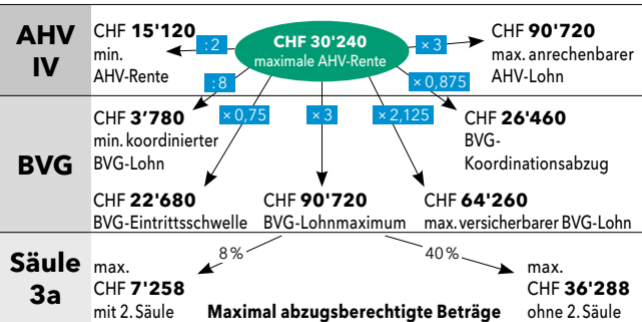 AHV
IV
CHF 15'120
min.
AHV-Rente
: 2
CHF 30'240
maximale AHV-Rente
× 3
CHF 90'720
max. anrechenbarer
AHV-Lohn
: 8
× 0,75
× 3
× 2,125
× 0,875
BVG
CHF 3’780
min. koordinierter
BVG-Lohn
CHF 26'460
BVG-
Koordinationsabzug
CHF 22'680
BVG-Eintrittsschwelle
CHF 90'720
BVG-Lohnmaximum
CHF 64'260
max. versicherbarer BVG-Lohn
Säule
3a
8%
40%
max.
CHF 7'258
mit 2. Säule
Maximal abzugsberechtigte Beträge
max.
CHF 36'288
ohne 2. Säule